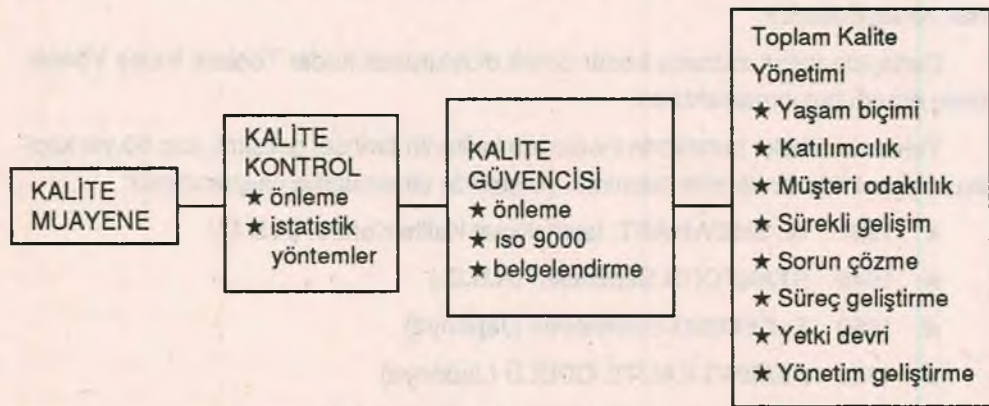 KALİTE
MUAYENE
KALİTE
KONTROL
★ önleme
★ istatistik
yöntemler
KALİTE
GÜVENCİSİ
★ önleme
★ ıso 9000
★ belgelendirme
Toplam Kalite
Yönetimi
★ Yaşam biçimi
★ Katılımcılık
★ Müşteri odaklılık
★ Sürekli gelişim
★ Sorun çözme
★ Süreç geliştirme
★ Yetki devri
★ Yönetim geliştirme